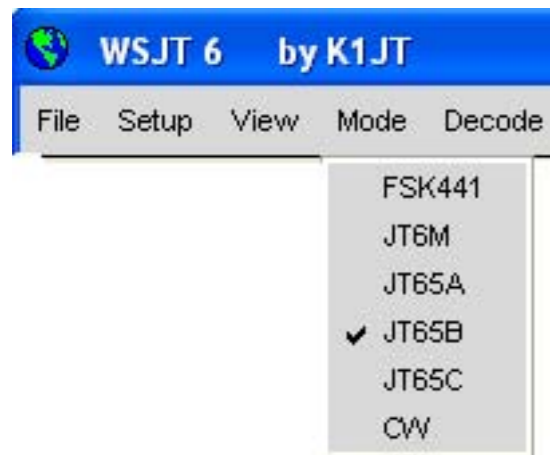 WSJT 6 by K1JT
File Setup View Mode Decode
FSK441
JT6M
JT65A
JT65B
JT65C
CW